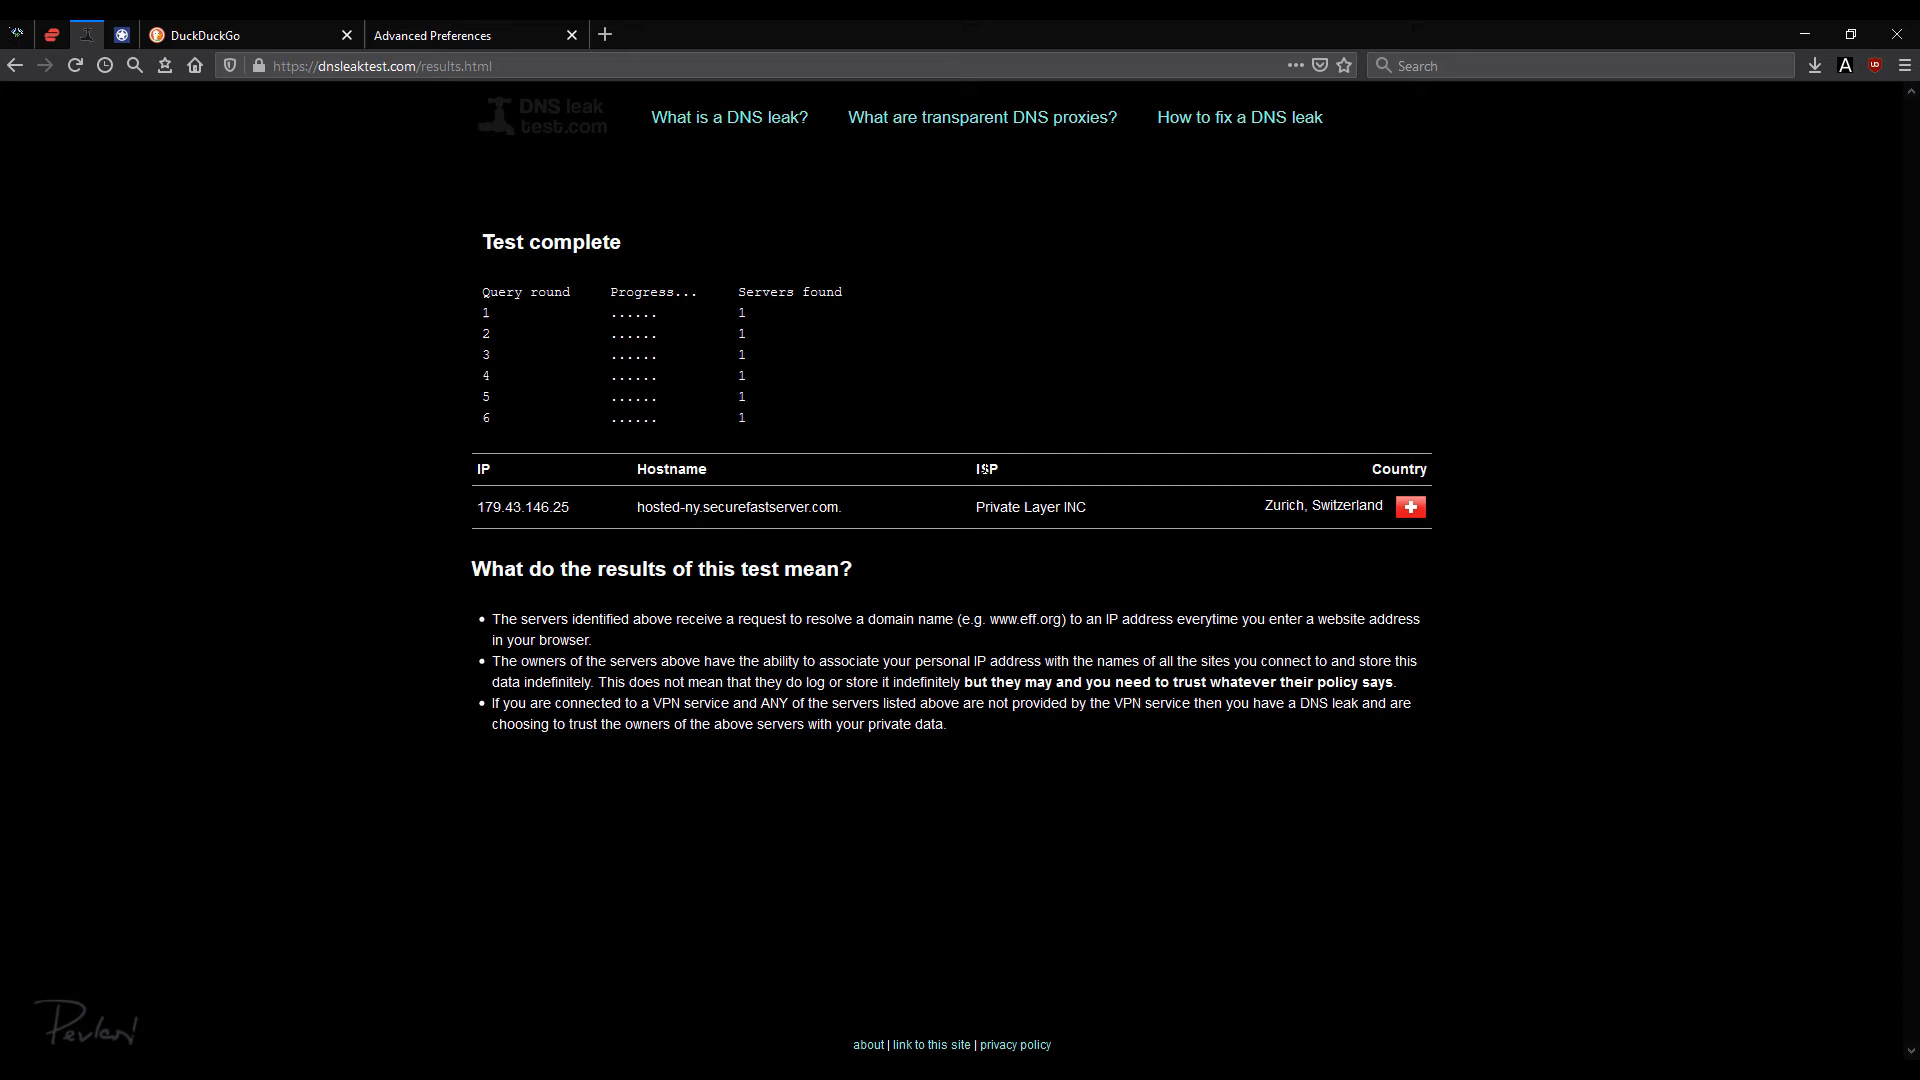 DuckDuckGo
Advanced Preferences
https://dnsleaktest.com/results.html
Search
A
DNS leak
test.com
What is a DNS leak?
What are transparent DNS proxies?
How to fix a DNS leak
Test complete
Query round Progress... Servers found
1 ...... 1
2 ...... 1
3 ...... 1
4 ...... 1
5 ...... 1
6 ...... 1
IP Hostname ISP Country
179.43.146.25 hosted-ny.securefastserver.com. Private Layer INC Zurich, Switzerland
What do the results of this test mean?
• The servers identified above receive a request to resolve a domain name (e.g. www.eff.org) to an IP address everytime you enter a website address
in your browser.
• The owners of the servers above have the ability to associate your personal IP address with the names of all the sites you connect to and store this
data indefinitely. This does not mean that they do log or store it indefinitely but they may and you need to trust whatever their policy says.
• If you are connected to a VPN service and ANY of the servers listed above are not provided by the VPN service then you have a DNS leak and are
choosing to trust the owners of the above servers with your private data.
about | link to this site | privacy policy